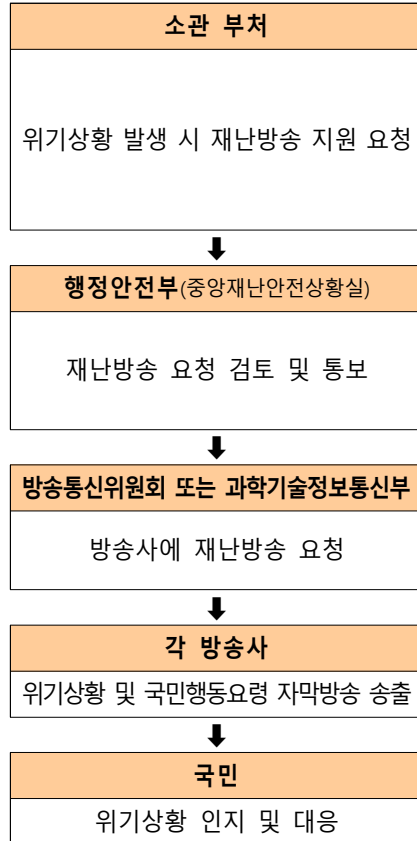 소관 부처
위기상황 발생 시 재난방송 지원 요청
행정안전부(중앙재난안전상황실)
재난방송 요청 검토 및 통보
방송통신위원회 또는 과학기술정보통신부
방송사에 재난방송 요청
각 방송사
위기상황 및 국민행동요령 자막방송 송출
국민
위기상황 인지 및 대응